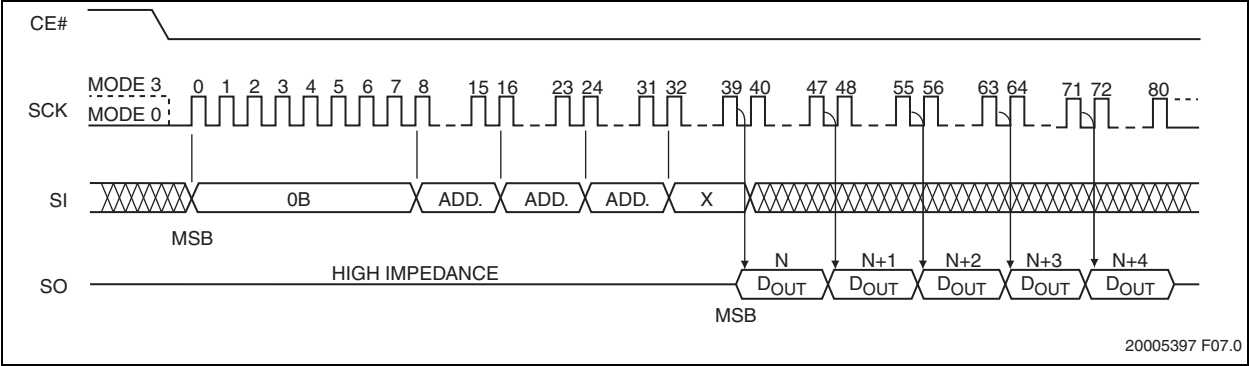 CE#
MODE 3 0 1 2 3 4 5 6 7 8 15 16 23 24 31 32 39 40 47 48 55 56 63 64 71 72 80
SCK MODE 0
SI 0B ADD. ADD. ADD. X
MSB
N N+1 N+2 N+3 N+4
HIGH IMPEDANCE
SO DOUT DOUT DOUT DOUT DOUT
MSB
20005397 F07.0